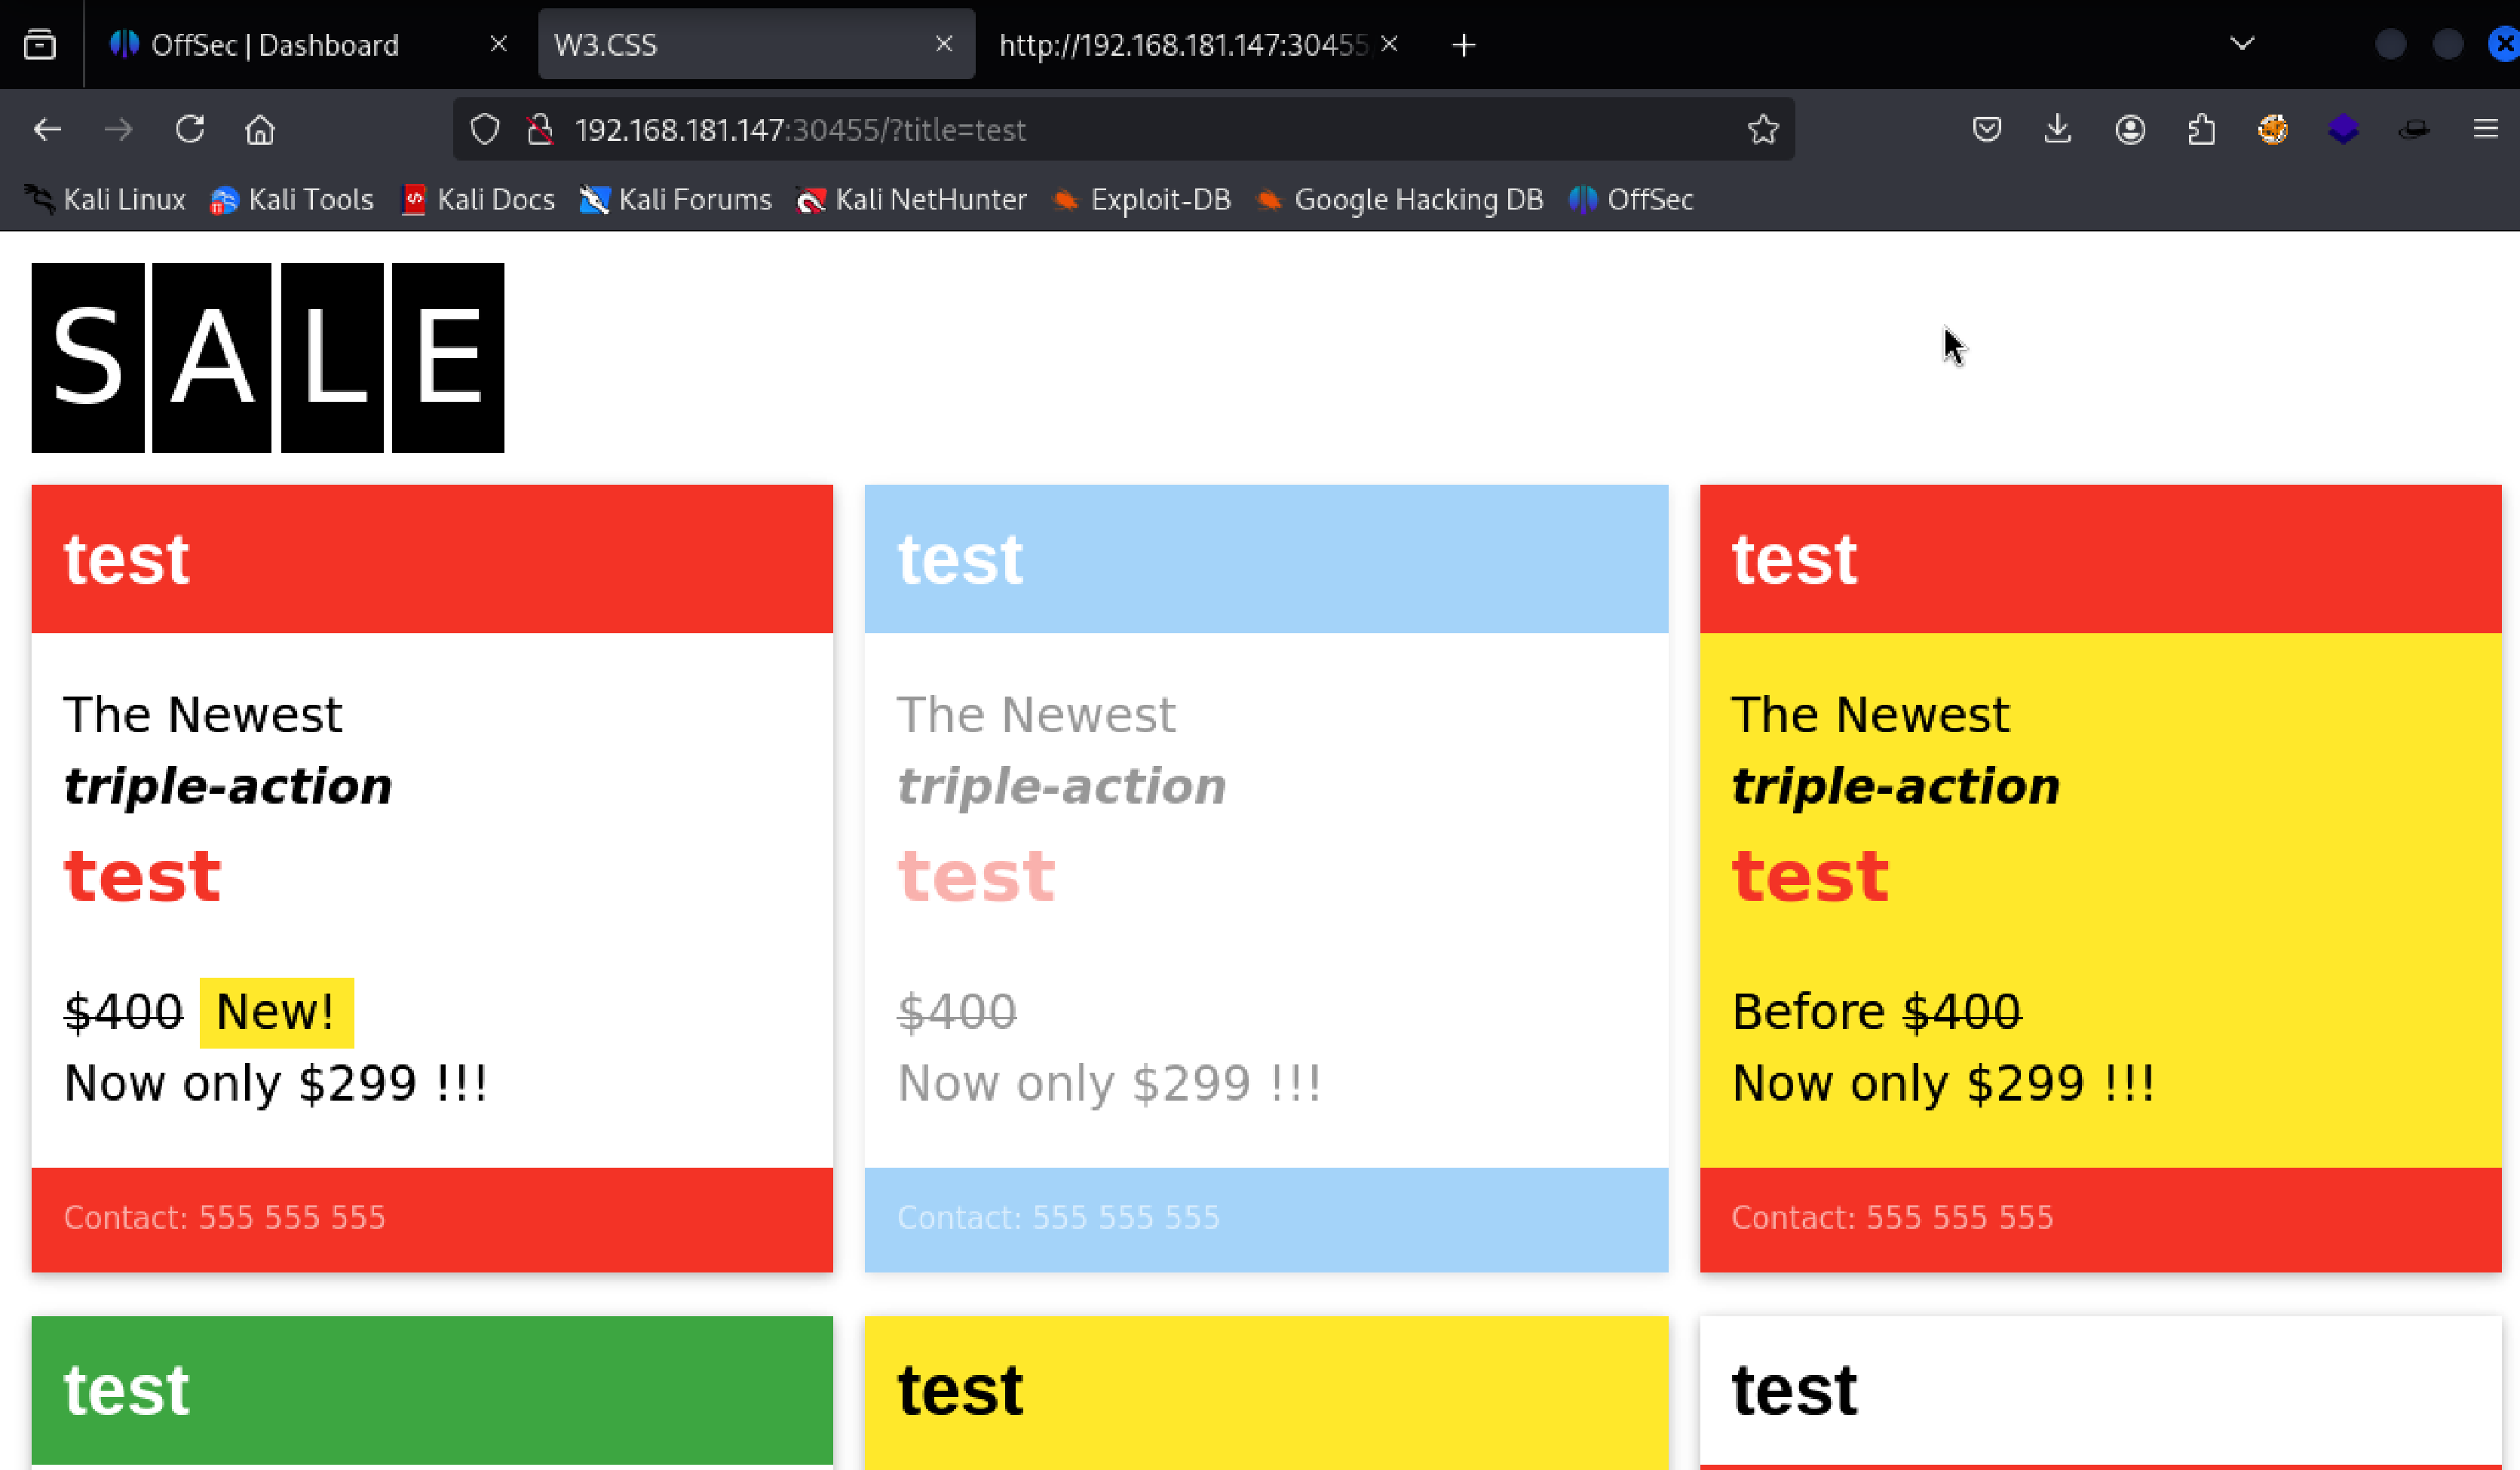 OffSec | Dashboard
W3.CSS
http://192.168.181.147:30455
192.168.181.147:30455/?title=test
Kali Linux
Kali Tools
Kali Docs
Kali Forums
Kali NetHunter
Exploit-DB
Google Hacking DB
OffSec
S A L E
test
The Newest
triple-action
test
$400 New!
Now only $299 !!!
Contact: 555 555 555
test
The Newest
triple-action
test
$400
Now only $299 !!!
Contact: 555 555 555
test
The Newest
triple-action
test
Before $400
Now only $299 !!!
Contact: 555 555 555
test
test
test